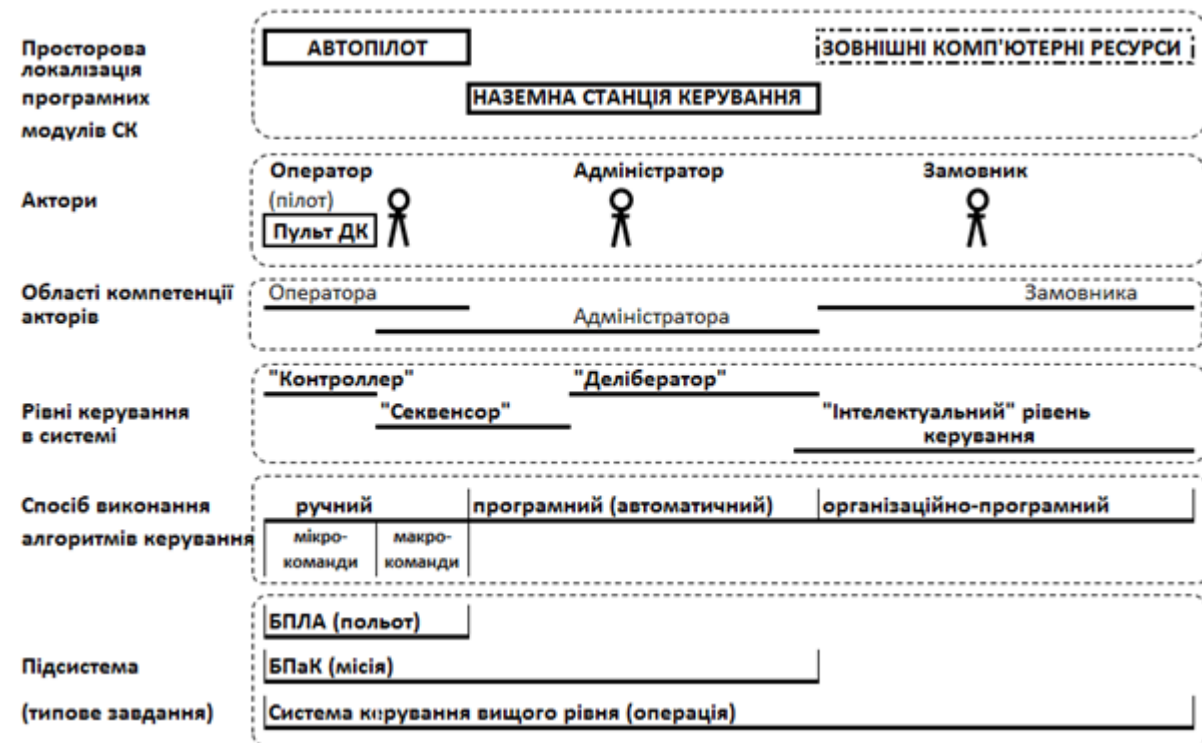 Просторова
локалізація
програмних
модулів СК
АВТОПІЛОТ
ЗОВНІШНІ КОМП'ЮТЕРНІ РЕСУРСИ
НАЗЕМНА СТАНЦІЯ КЕРУВАННЯ
Актори
Оператор
(пілот)
Пульт ДК
Адміністратор
Замовник
Області компетенції
акторів
Оператора
Адміністратора
Замовника
Рівні керування
в системі
"Контроллер"
"Секвенсор"
"Делібератор"
"Інтелектуальний" рівень
керування
Спосіб виконання
алгоритмів керування
ручний
програмний (автоматичний)
організаційно-програмний
мікро-
команди
макро-
команди
Підсистема
(типове завдання)
БПЛА (польот)
БПаК (місія)
Система керування вищого рівня (операція)